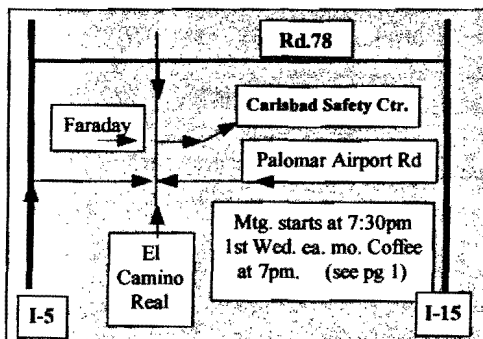 Rd.78
Carlsbad Safety Ctr.
Faraday
Palomar Airport Rd
Mtg. starts at 7:30pm
1st Wed. ea. mo. Coffee
at 7pm. (see pg 1)
El
Camino
Real
I-5
I-15